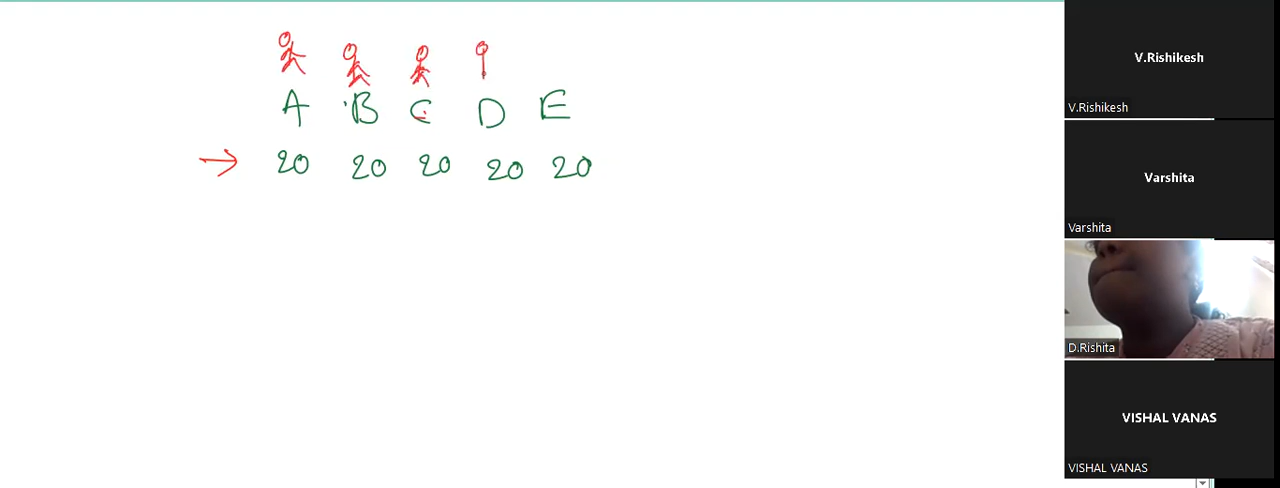 A B C D E
→ 20 20 20 20 20
V.Rishikesh
V.Rishikesh
Varshita
Varshita
D.Rishita
VISHAL VANAS
VISHAL VANAS